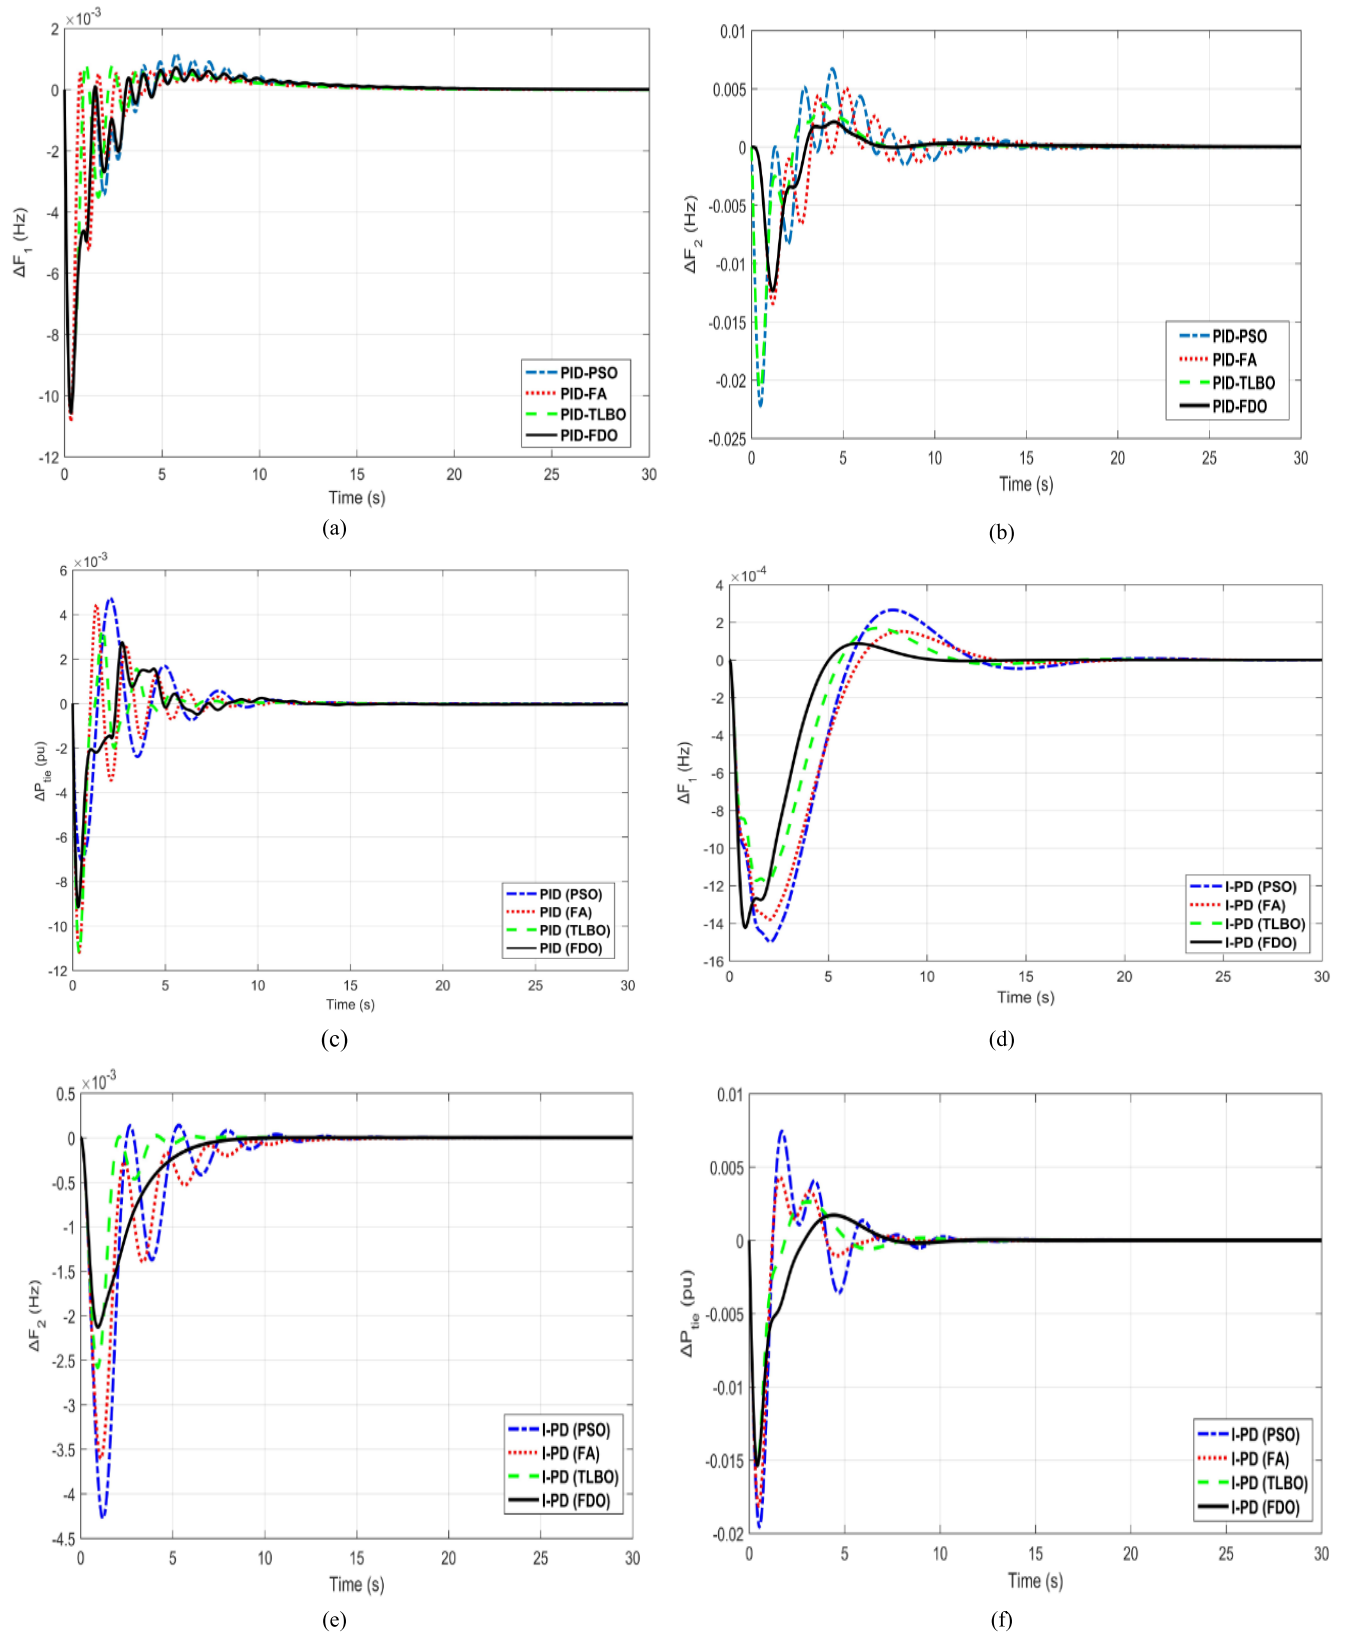 ×10⁻³
2
0
-2
-4
-6
-8
-10
-12
ΔF₁ (Hz)
PID-PSO
PID-FA
PID-TLBO
PID-FDO
0 5 10 15 20 25 30
Time (s)
(a)
0.01
0.005
0
-0.005
-0.01
-0.015
-0.02
-0.025
ΔF₂ (Hz)
PID-PSO
PID-FA
PID-TLBO
PID-FDO
0 5 10 15 20 25 30
Time (s)
(b)
×10⁻³
6
4
2
0
-2
-4
-6
-8
-10
-12
ΔP_tie (pu)
PID (PSO)
PID (FA)
PID (TLBO)
PID (FDO)
0 5 10 15 20 25 30
Time (s)
(c)
×10⁻⁴
4
2
0
-2
-4
-6
-8
-10
-12
-14
-16
ΔF₁ (Hz)
I-PD (PSO)
I-PD (FA)
I-PD (TLBO)
I-PD (FDO)
0 5 10 15 20 25 30
Time (s)
(d)
×10⁻³
0.5
0
-0.5
-1
-1.5
-2
-2.5
-3
-3.5
-4
-4.5
ΔF₂ (Hz)
I-PD (PSO)
I-PD (FA)
I-PD (TLBO)
I-PD (FDO)
0 5 10 15 20 25 30
Time (s)
(e)
0.01
0.005
0
-0.005
-0.01
-0.015
-0.02
ΔP_tie (pu)
I-PD (PSO)
I-PD (FA)
I-PD (TLBO)
I-PD (FDO)
0 5 10 15 20 25 30
Time (s)
(f)